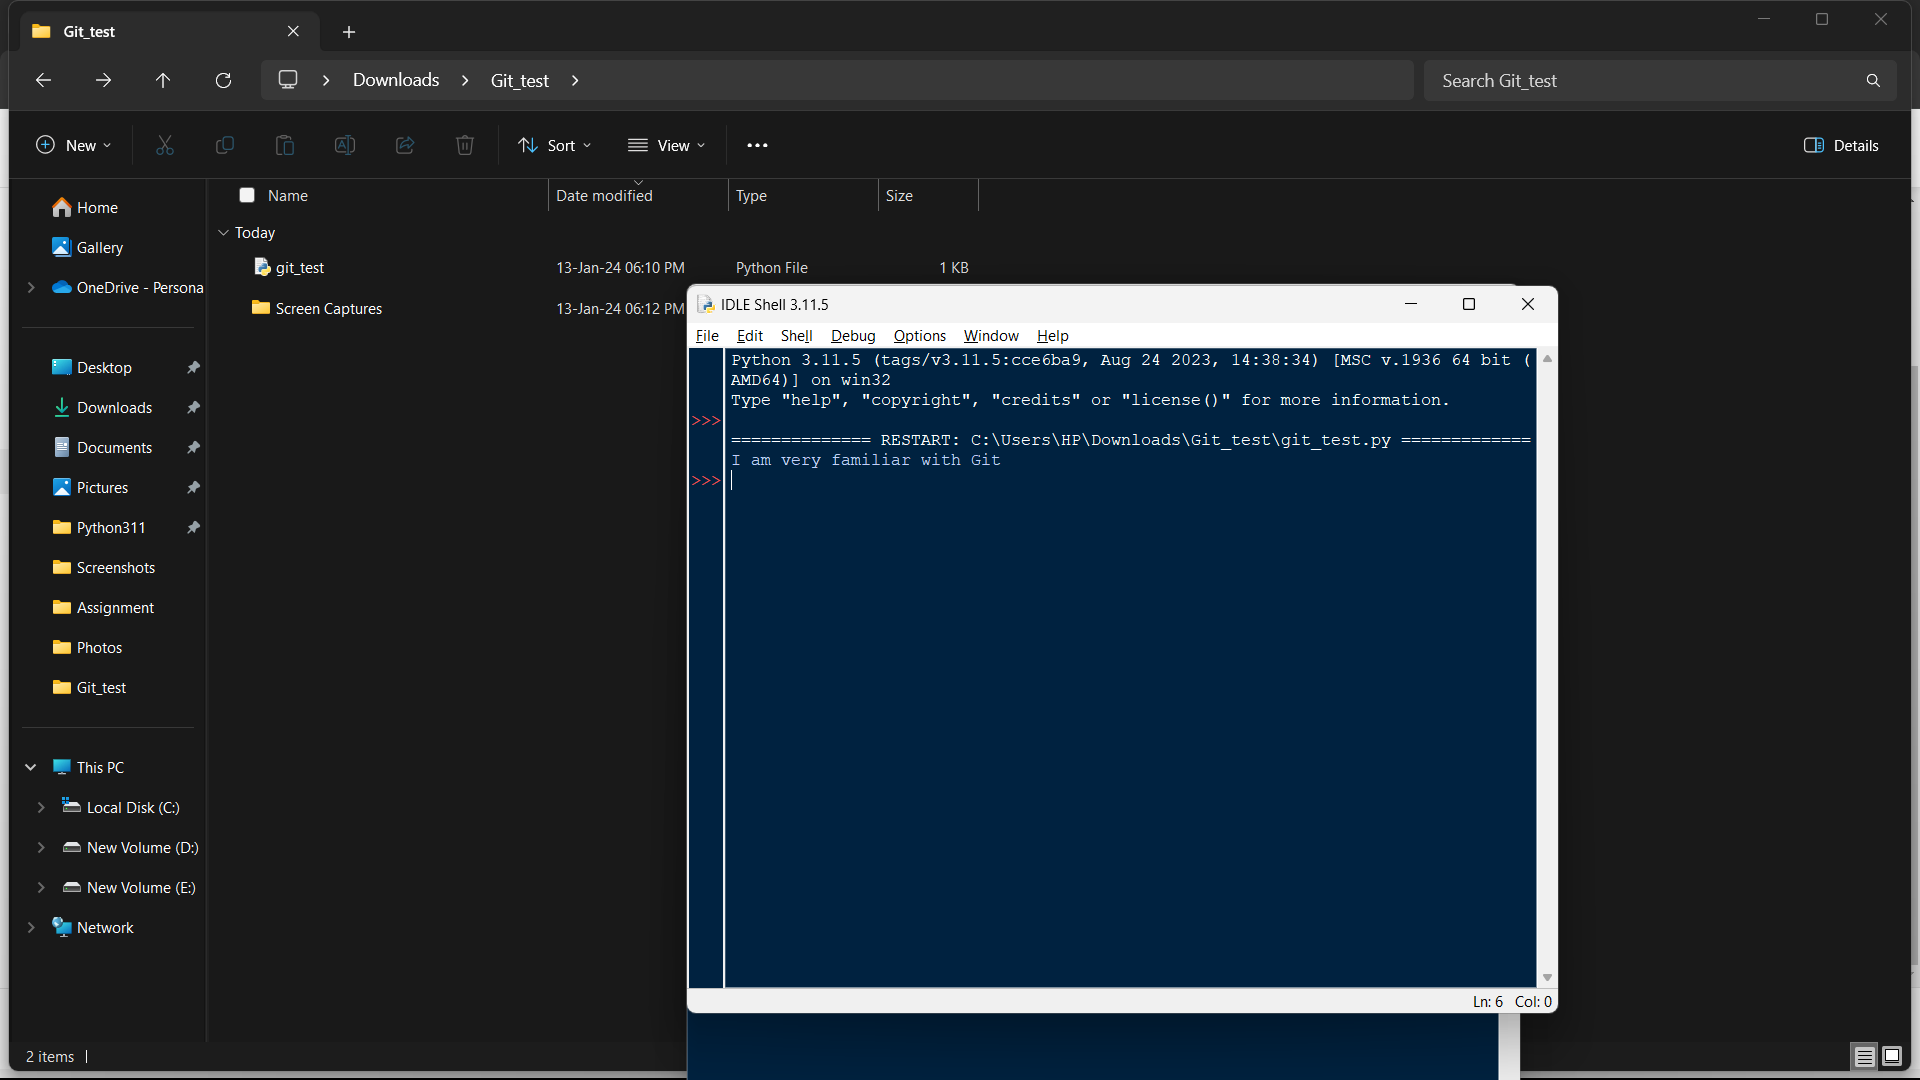 Git_test
Downloads
Git_test
Search Git_test
New
Sort
View
Details
Name
Date modified
Type
Size
Home
Gallery
OneDrive - Persona
Desktop
Downloads
Documents
Pictures
Python311
Screenshots
Assignment
Photos
Git_test
This PC
Local Disk (C:)
New Volume (D:)
New Volume (E:)
Network
Today
git_test 13-Jan-24 06:10 PM Python File 1 KB
Screen Captures 13-Jan-24 06:12 PM
IDLE Shell 3.11.5
File Edit Shell Debug Options Window Help
Python 3.11.5 (tags/v3.11.5:cce6ba9, Aug 24 2023, 14:38:34) [MSC v.1936 64 bit (
AMD64)] on win32
Type "help", "copyright", "credits" or "license()" for more information.
>>>
============== RESTART: C:\Users\HP\Downloads\Git_test\git_test.py =============
I am very familiar with Git
>>>
Ln: 6 Col: 0
2 items